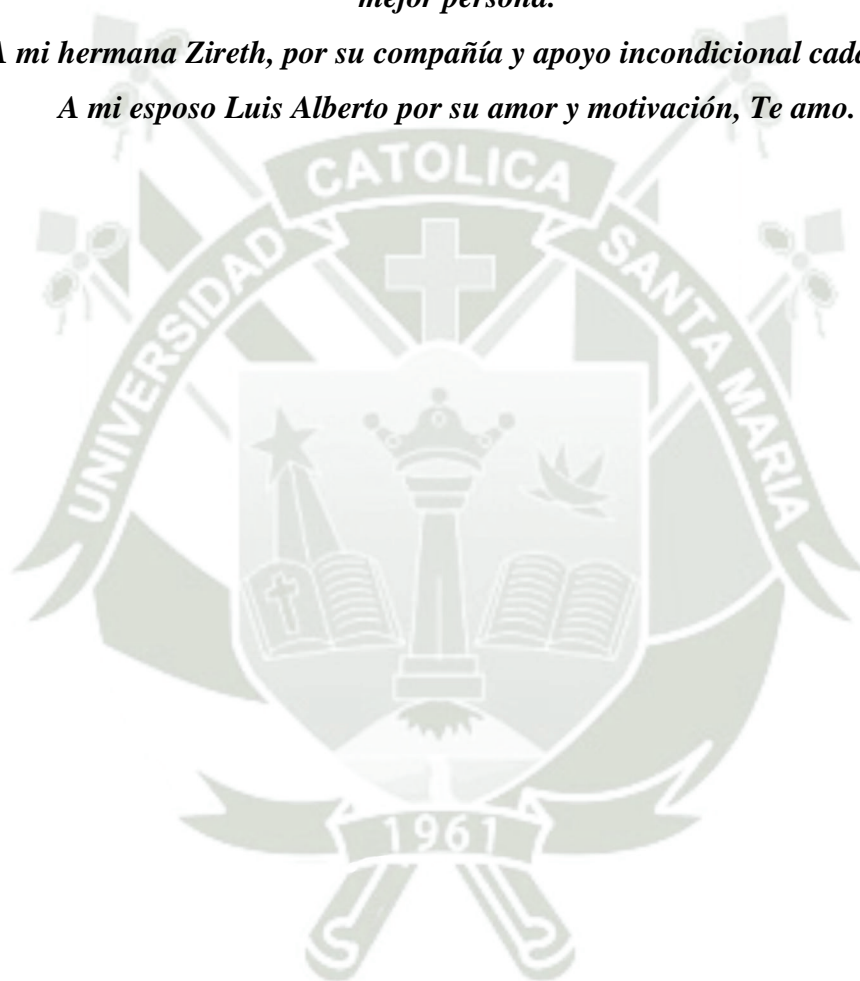 mejor persona.
A mi hermana Zireth, por su compañía y apoyo incondicional
A mi esposo Luis Alberto por su amor y motivación, Te amo.
UNIVERSIDAD CATOLICA SANTA MARIA
1961